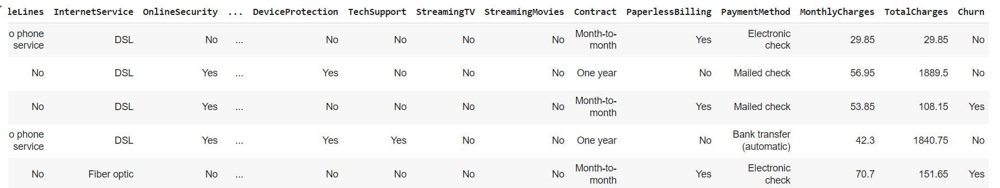 leLines InternetService OnlineSecurity ... DeviceProtection TechSupport StreamingTV StreamingMovies Contract PaperlessBilling PaymentMethod MonthlyCharges TotalCharges Churn
o phone service DSL No ... No No No No Month-to-month Yes Electronic check 29.85 29.85 No
No DSL Yes ... Yes No No No One year No Mailed check 56.95 1889.5 No
No DSL Yes ... No No No No Month-to-month Yes Mailed check 53.85 108.15 Yes
o phone service DSL Yes ... Yes Yes No No One year No Bank transfer (automatic) 42.3 1840.75 No
No Fiber optic No ... No No No No Month-to-month Yes Electronic check 70.7 151.65 Yes